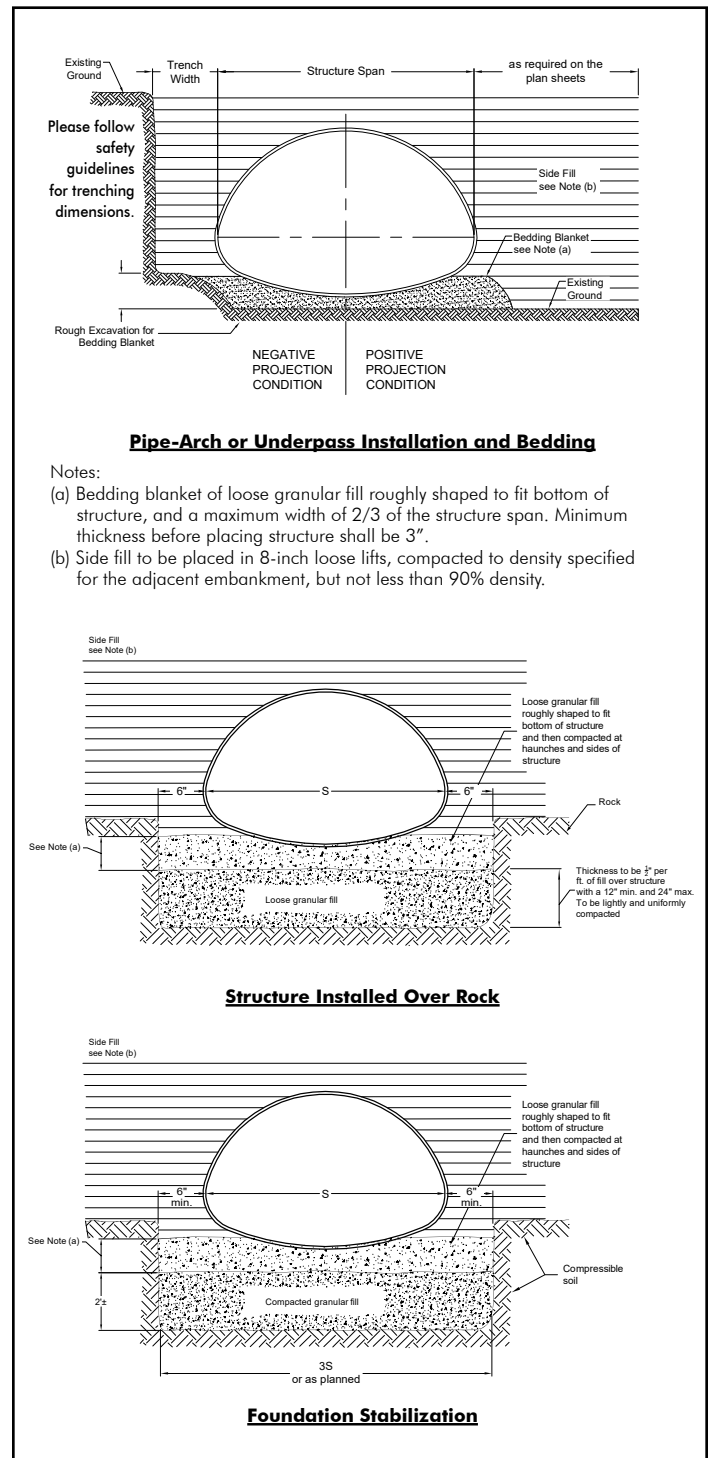 Existing
Ground
Trench
Width
Structure Span
as required on the
plan sheets
Please follow
safety
guidelines
for trenching
dimensions.
Side Fill
see Note (b)
Bedding Blanket
see Note (a)
Existing
Ground
Rough Excavation for
Bedding Blanket
NEGATIVE
PROJECTION
CONDITION
POSITIVE
PROJECTION
CONDITION
Pipe-Arch or Underpass Installation and Bedding
Notes:
(a) Bedding blanket of loose granular fill roughly shaped to fit bottom of
structure, and a maximum width of 2/3 of the structure span. Minimum
thickness before placing structure shall be 3”.
(b) Side fill to be placed in 8-inch loose lifts, compacted to density specified
for the adjacent embankment, but not less than 90% density.
Side Fill
see Note (b)
Loose granular fill
roughly shaped to fit
bottom of structure
and then compacted at
haunches and sides of
structure
6"
S
6"
Rock
See Note (a)
Thickness to be ½" per
ft. of fill over structure
with a 12" min. and 24" max.
To be lightly and uniformly
compacted
Loose granular fill
Structure Installed Over Rock
Side Fill
see Note (b)
Loose granular fill
roughly shaped to fit
bottom of structure
and then compacted at
haunches and sides of
structure
6"
min.
S
6"
min.
See Note (a)
Compressible
soil
2'±
Compacted granular fill
3S
or as planned
Foundation Stabilization